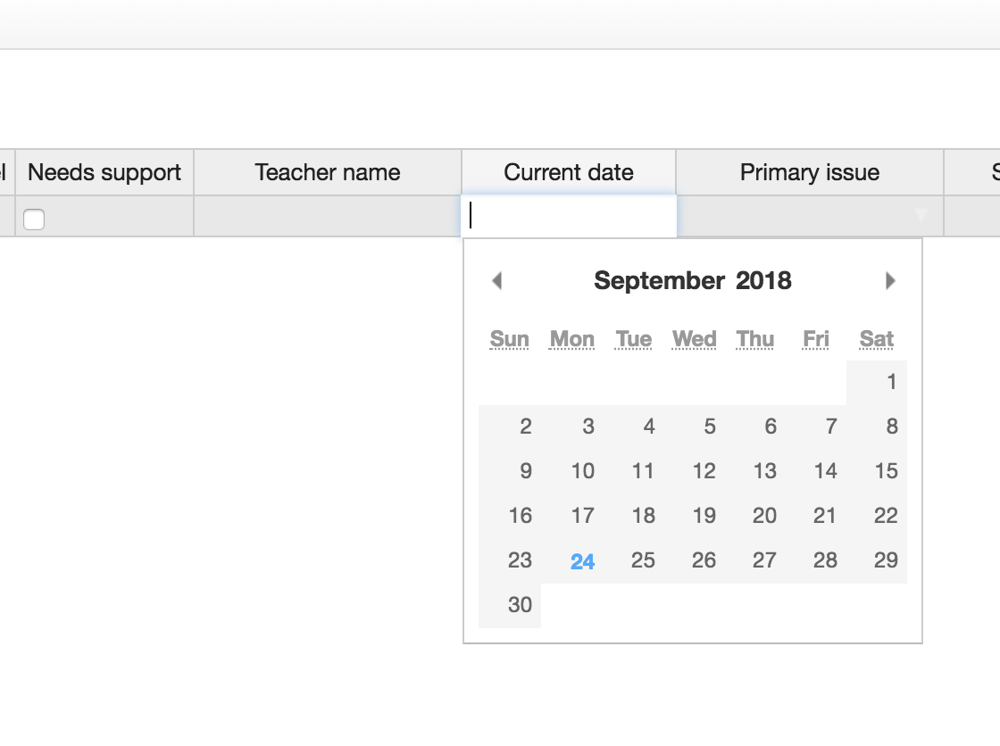 Needs support Teacher name Current date Primary issue
September 2018
Sun Mon Tue Wed Thu Fri Sat
1
2 3 4 5 6 7 8
9 10 11 12 13 14 15
16 17 18 19 20 21 22
23 24 25 26 27 28 29
30